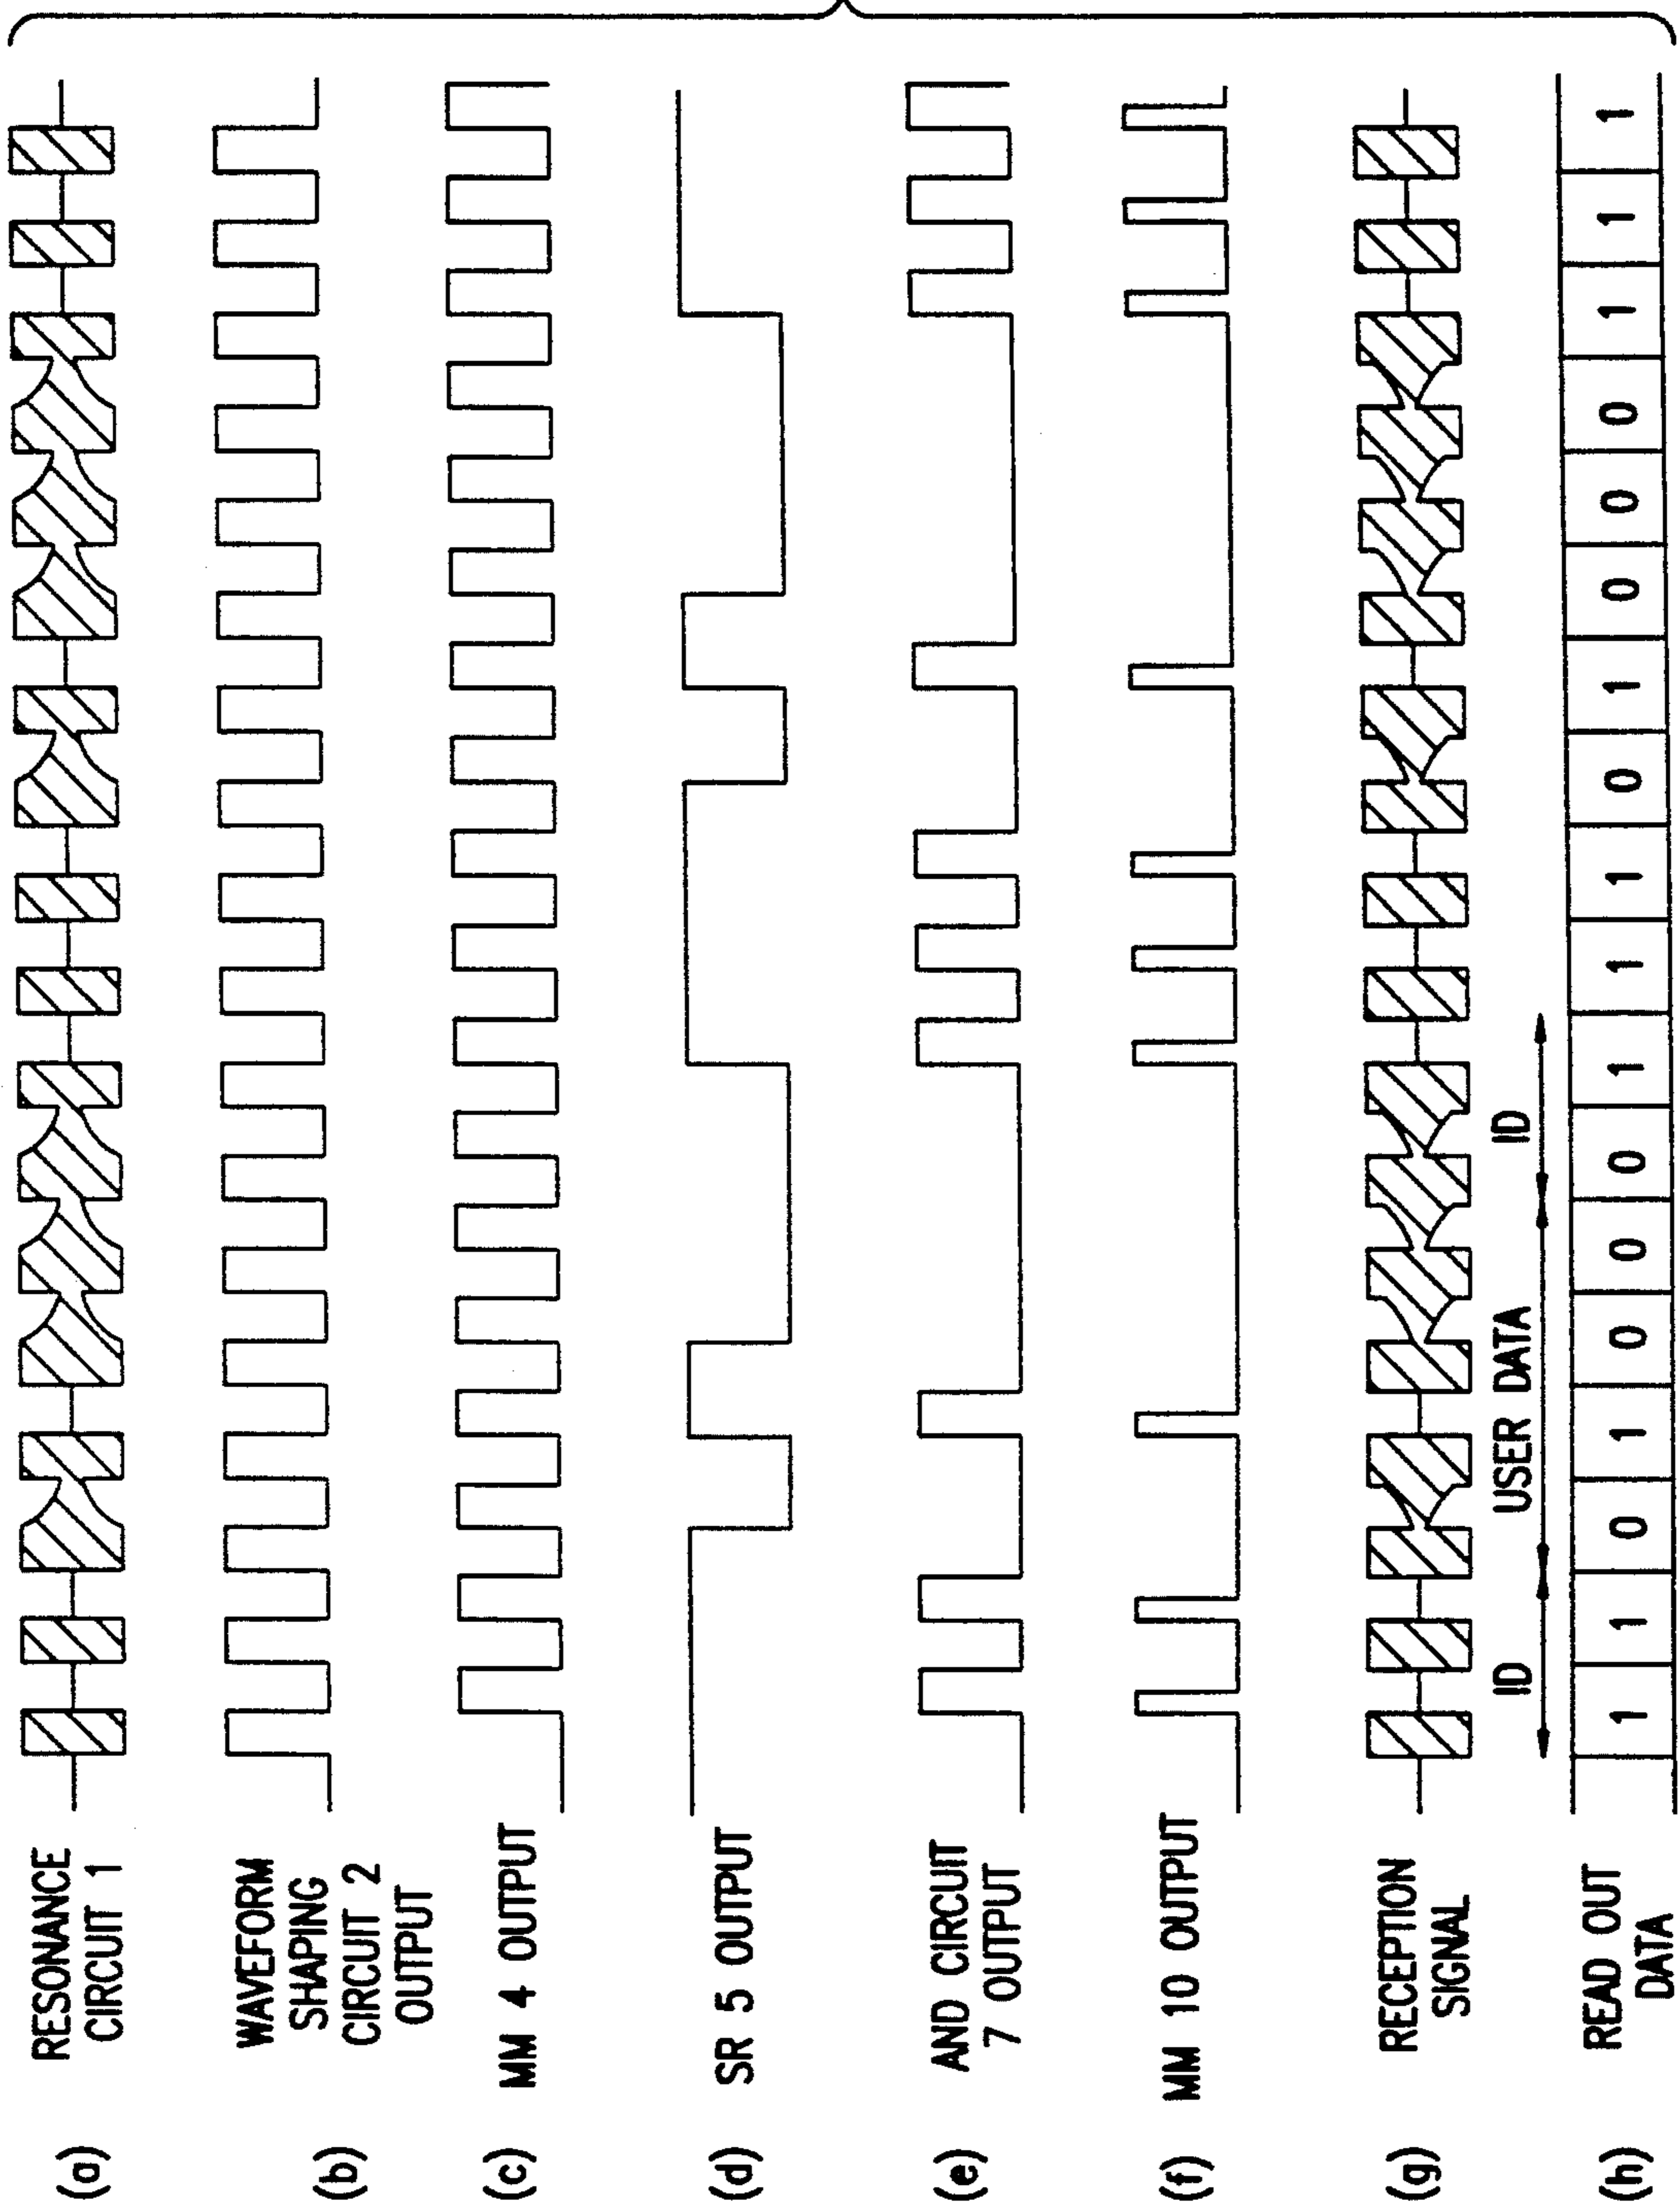 (a) RESONANCE
CIRCUIT 1
(b) WAVEFORM
SHAPING
CIRCUIT 2
OUTPUT
(c) MM 4 OUTPUT
(d) SR 5 OUTPUT
(e) AND CIRCUIT
7 OUTPUT
(f) MM 10 OUTPUT
(g) RECEPTION
SIGNAL
ID USER DATA ID
(h) READ OUT
DATA
1 1 0 1 0 0 0 1 1 1 0 1 0 0 0 1 1 1